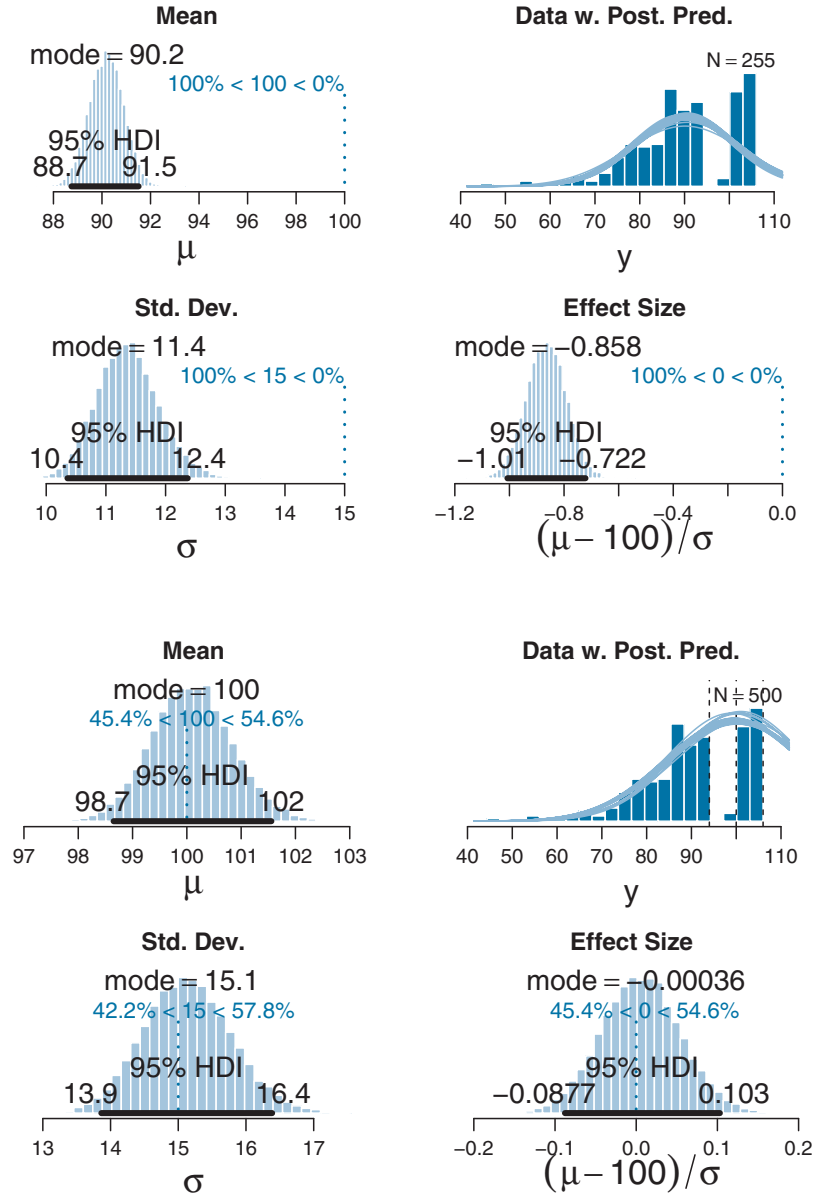 Mean
mode = 90.2
100% < 100 < 0%
95% HDI
88.7 91.5
88 90 92 94 96 98 100
μ
Data w. Post. Pred.
N = 255
40 50 60 70 80 90 110
y
Std. Dev.
mode = 11.4
100% < 15 < 0%
95% HDI
10.4 12.4
10 11 12 13 14 15
σ
Effect Size
mode = −0.858
100% < 0 < 0%
95% HDI
−1.01 −0.722
−1.2 −0.8 −0.4 0.0
(μ − 100)/σ
Mean
mode = 100
45.4% < 100 < 54.6%
95% HDI
98.7 102
97 98 99 100 101 102 103
μ
Data w. Post. Pred.
N = 500
40 50 60 70 80 90 110
y
Std. Dev.
mode = 15.1
42.2% < 15 < 57.8%
95% HDI
13.9 16.4
13 14 15 16 17
σ
Effect Size
mode = −0.00036
45.4% < 0 < 54.6%
95% HDI
−0.0877 0.103
−0.2 −0.1 0.0 0.1 0.2
(μ − 100)/σ